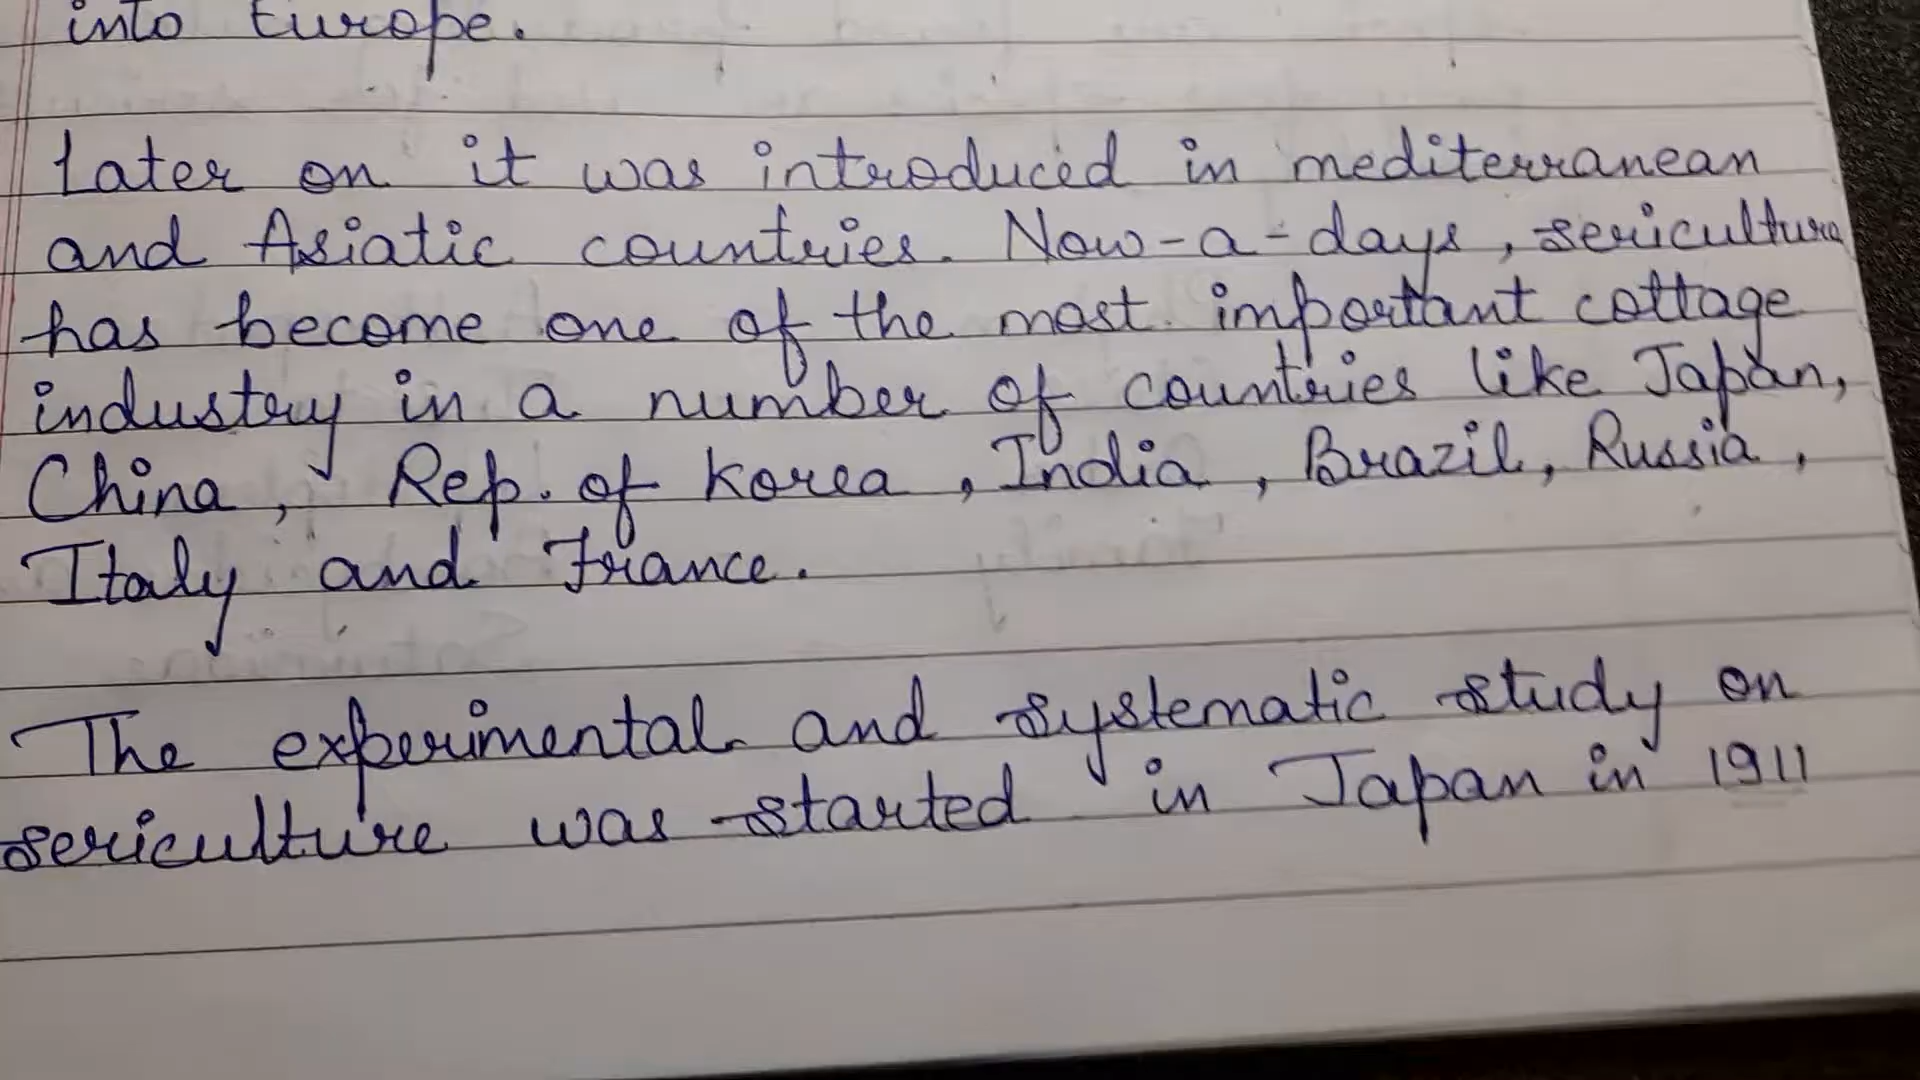 into Europe.
Later on it was introduced in mediterranean
and Asiatic countries. Now-a-days, sericulture
has become one of the most important cottage
industry in a number of countries like Japan,
China, Rep. of Korea, India, Brazil, Russia,
Italy and France.
The experimental and systematic study on
sericulture was started in Japan in 1911